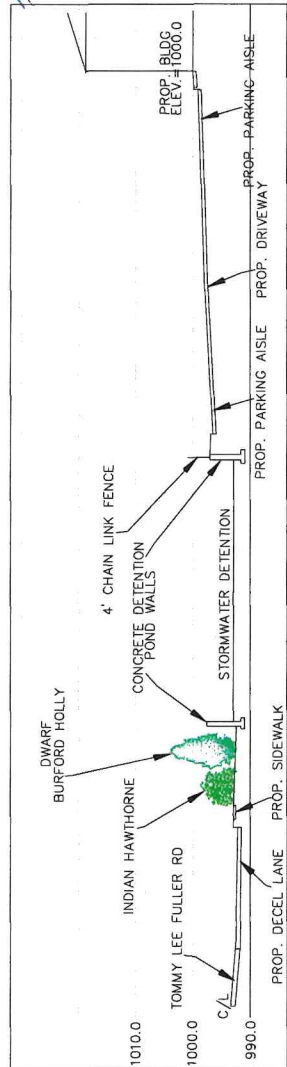 1010.0
1000.0
990.0
C/L
TOMMY LEE FULLER RD
PROP. DECEL LANE
INDIAN HAWTHORNE
DWARF
BURFORD HOLLY
PROP. SIDEWALK
CONCRETE DETENTION
POND WALLS
STORMWATER DETENTION
4' CHAIN LINK FENCE
PROP. PARKING AISLE
PROP. DRIVEWAY
PROP. PARKING AISLE
PROP. BLDG
ELEV.=1000.0